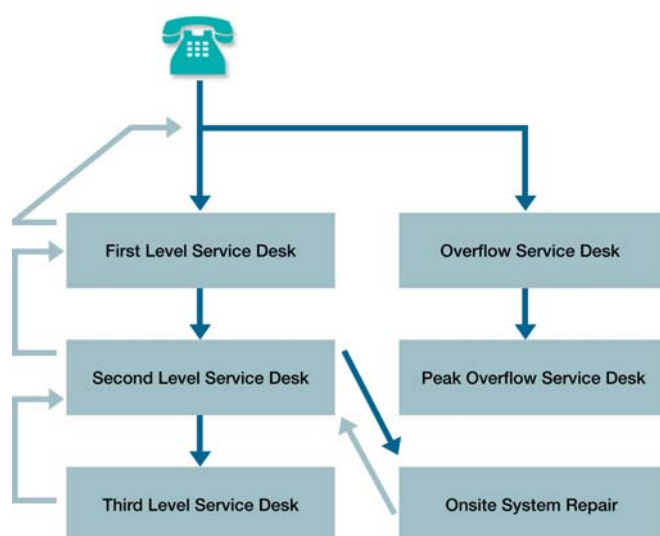 First Level Service Desk
Overflow Service Desk
Second Level Service Desk
Peak Overflow Service Desk
Third Level Service Desk
Onsite System Repair